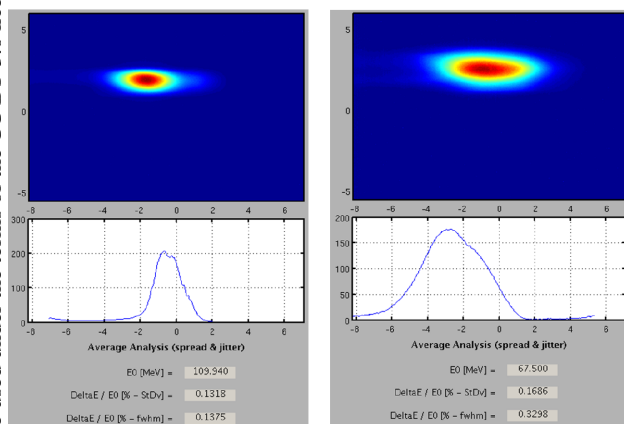 5
0
-5
-8 -6 -4 -2 0 2 4 6
300
200
100
0
-8 -6 -4 -2 0 2 4 6
Average Analysis (spread & jitter)
E0 [MeV] = 109.940
DeltaE / E0 [% - StDv] = 0.1318
DeltaE / E0 [% - fwhm] = 0.1375
5
0
-5
-8 -6 -4 -2 0 2 4 6
200
150
100
50
0
-8 -6 -4 -2 0 2 4 6
Average Analysis (spread & jitter)
E0 [MeV] = 67.500
DeltaE / E0 [% - StDv] = 0.1686
DeltaE / E0 [% - fwhm] = 0.3298